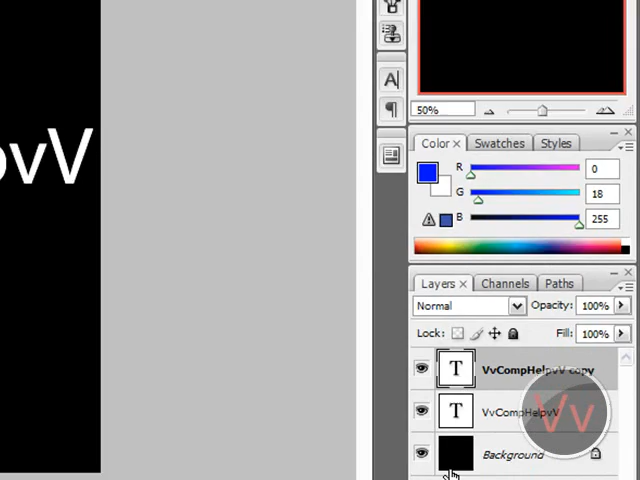 pvV
A
50%
Color × Swatches Styles
R 0
G 18
B 255
Layers × Channels Paths
Normal Opacity: 100%
Lock: Fill: 100%
T VvCompHelpvV copy
T VvCompHelpvV
Vv
Background